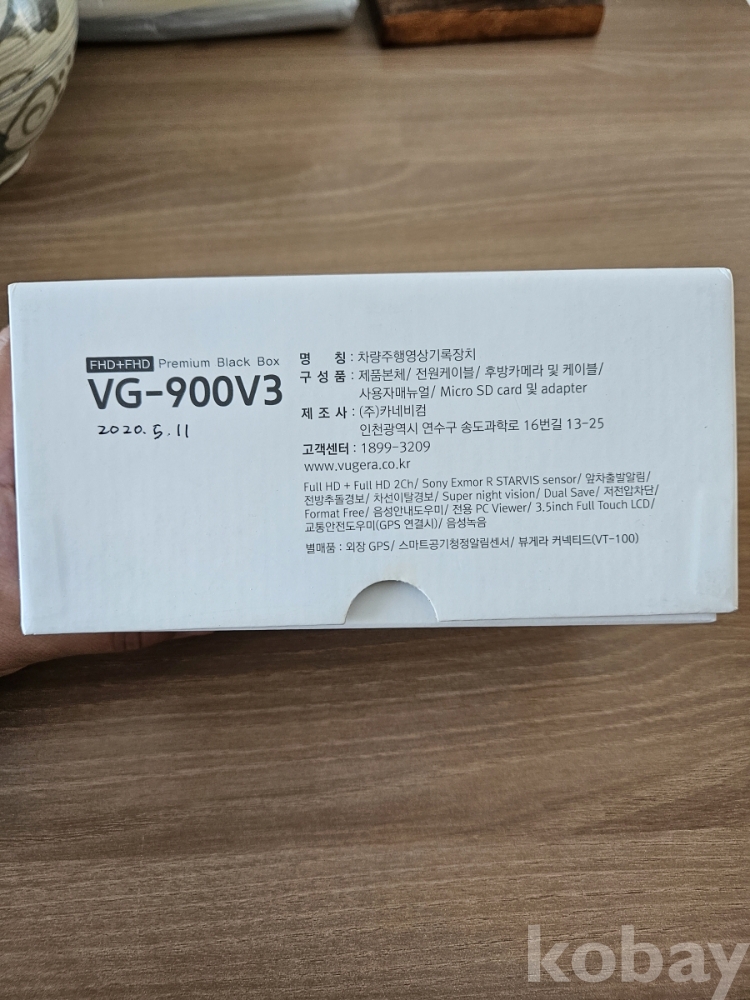 FHD+FHD Premium Black Box
VG-900V3
2020. 5. 11
명 칭 : 차량주행영상기록장치
구 성 품 : 제품본체/ 전원케이블/ 후방카메라 및 케이블/
사용자매뉴얼/ Micro SD card 및 adapter
제 조 사 : (주)카네비컴
인천광역시 연수구 송도과학로 16번길 13-25
고객센터 : 1899-3209
www.vugera.co.kr
Full HD + Full HD 2Ch/ Sony Exmor R STARVIS sensor/ 앞차출발알림/
전방추돌경보/ 차선이탈경보/ Super night vision/ Dual Save/ 저전압차단/
Format Free/ 음성안내도우미/ 전용 PC Viewer/ 3.5inch Full Touch LCD/
교통안전도우미(GPS 연결시)/ 음성녹음
별매품 : 외장 GPS/ 스마트공기청정알림센서/ 뷰게라 커넥티드(VT-100)
kobay